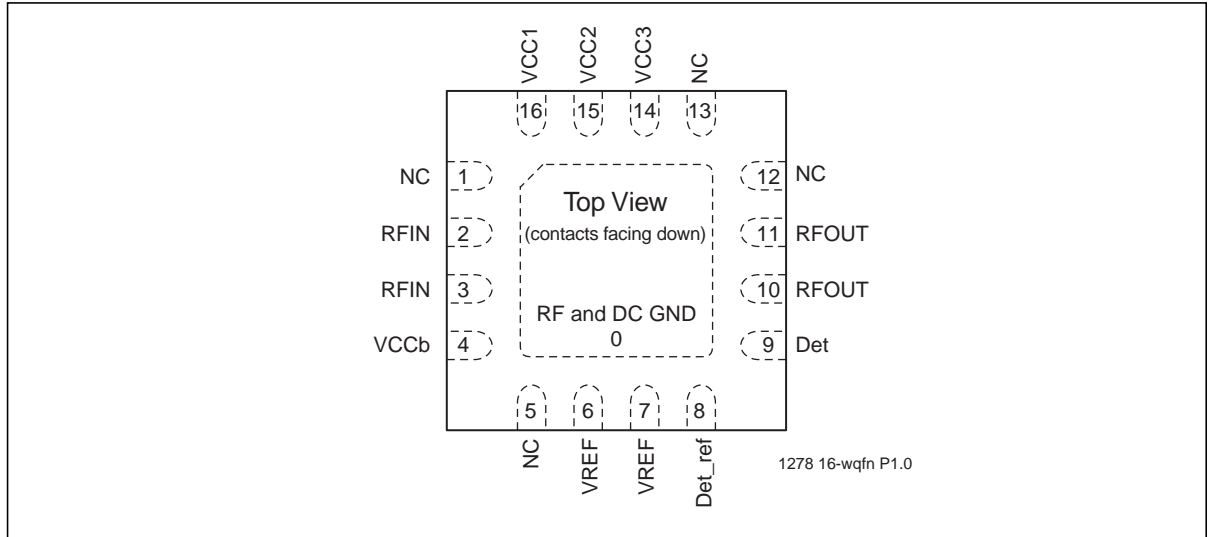 VCC1 VCC2 VCC3 NC
16 15 14 13
NC 1
12 NC
RFIN 2
11 RFOUT
RFIN 3
10 RFOUT
VCCb 4
9 Det
Top View
(contacts facing down)
RF and DC GND
0
5 6 7 8
NC VREF VREF Det_ref
1278 16-wqfn P1.0